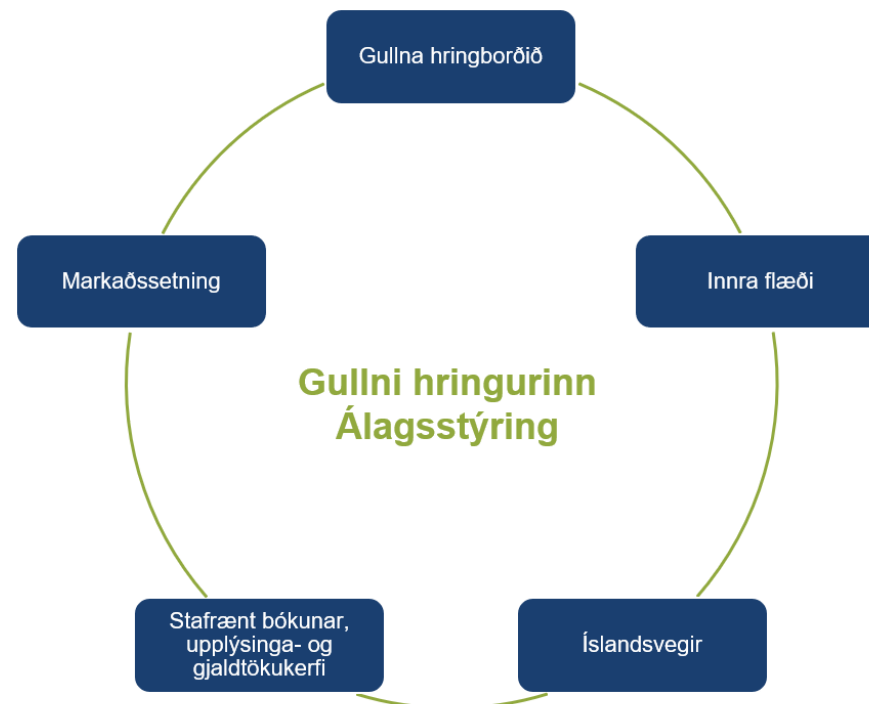 Gullna hringborðið
Markaðssetning
Innra flæði
Gullni hringurinn
Álagsstýring
Stafrænt bókunar,
upplýsinga- og
gjaldtökukerfi
Íslandsvegir